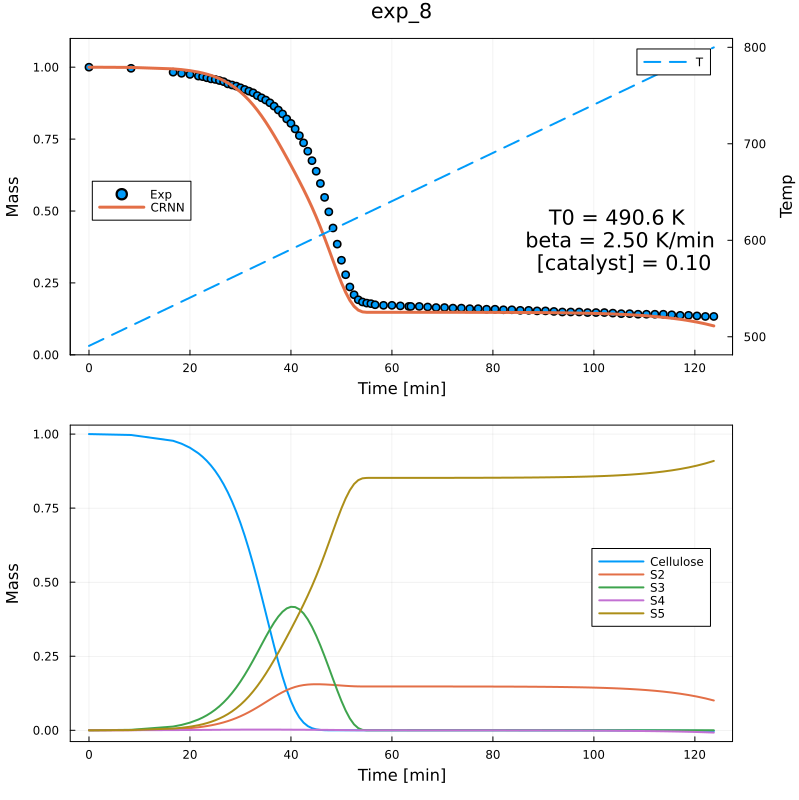 exp_8
1.00
0.75
0.50
0.25
0.00
Mass
0
20
40
60
80
100
120
Time [min]
800
700
600
500
Temp
T
Exp
CRNN
T0 = 490.6 K
beta = 2.50 K/min
[catalyst] = 0.10
1.00
0.75
0.50
0.25
0.00
Mass
0
20
40
60
80
100
120
Time [min]
Cellulose
S2
S3
S4
S5